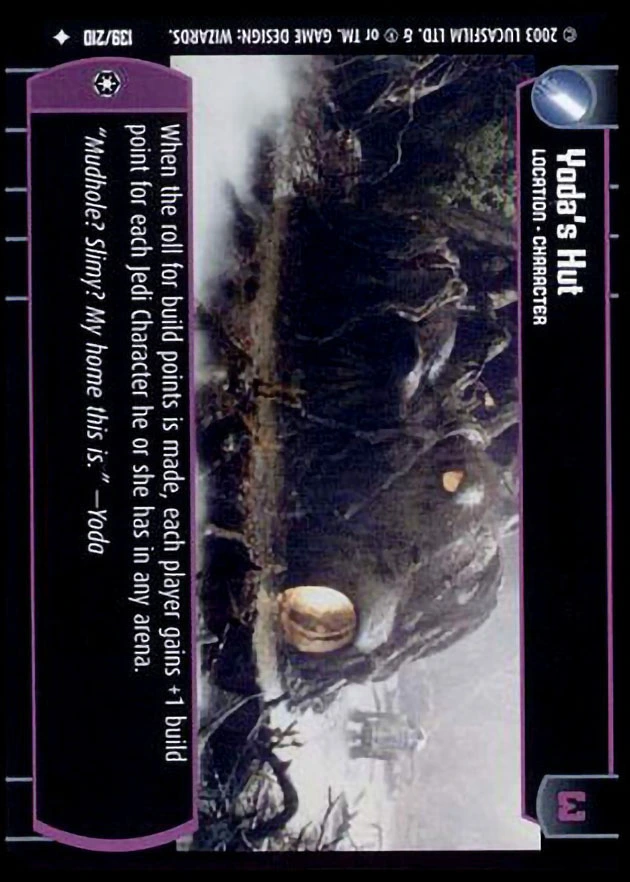 Yoda's Hut
LOCATION - CHARACTER
3
When the roll for build points is made, each player gains +1 build
point for each Jedi Character he or she has in any arena.
"Mudhole? Slimy? My home this is." —Yoda
© 2003 LUCASFILM LTD. & ® or TM. GAME DESIGN: WIZARDS.
139/210